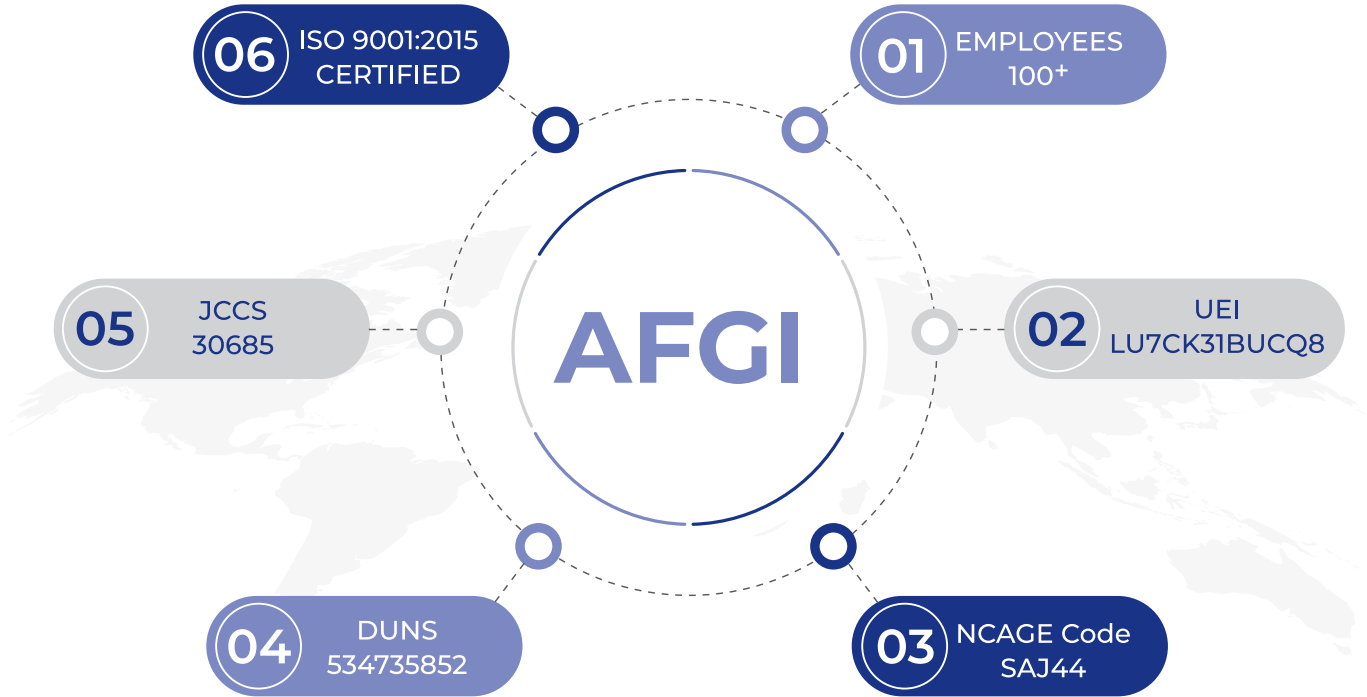 AFGI
01
EMPLOYEES
100⁺
02
UEI
LU7CK31BUCQ8
03
NCAGE Code
SAJ44
04
DUNS
534735852
05
JCCS
30685
06
ISO 9001:2015
CERTIFIED